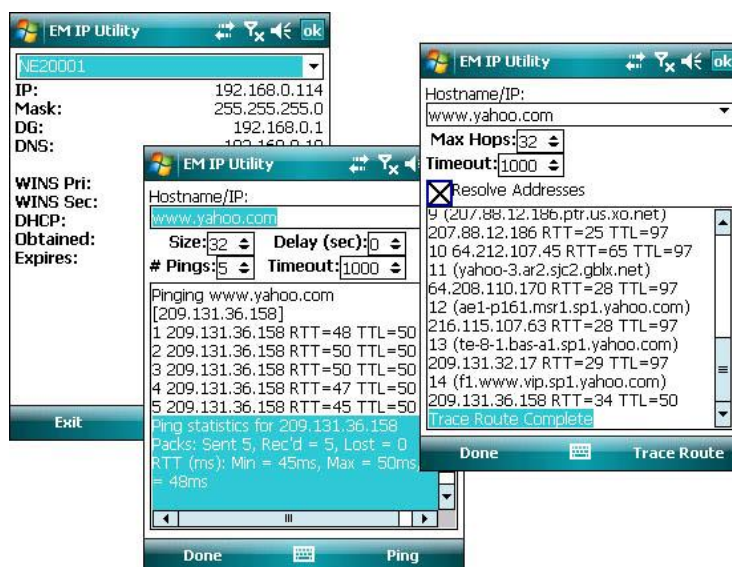 EM IP Utility
ok
NE20001
IP: 192.168.0.114
Mask: 255.255.255.0
DG: 192.168.0.1
DNS:
WINS Pri:
WINS Sec:
DHCP:
Obtained:
Expires:
Exit
EM IP Utility
Hostname/IP:
www.yahoo.com
Size: 32 Delay (sec): 0
# Pings: 5 Timeout: 1000
Pinging www.yahoo.com
[209.131.36.158]
1 209.131.36.158 RTT=48 TTL=50
2 209.131.36.158 RTT=50 TTL=50
3 209.131.36.158 RTT=50 TTL=50
4 209.131.36.158 RTT=47 TTL=50
5 209.131.36.158 RTT=45 TTL=50
Ping statistics for 209.131.36.158
Packs: Sent 5, Rec'd = 5, Lost = 0
RTT (ms): Min = 45ms, Max = 50ms,
= 48ms
Done Ping
EM IP Utility
ok
Hostname/IP:
www.yahoo.com
Max Hops: 32
Timeout: 1000
Resolve Addresses
9 (207.88.12.186.ptr.us.xo.net)
207.88.12.186 RTT=25 TTL=97
10 64.212.107.45 RTT=65 TTL=97
11 (yahoo-3.ar2.sjc2.gblx.net)
64.208.110.170 RTT=28 TTL=97
12 (ae1-p161.msr1.sp1.yahoo.com)
216.115.107.63 RTT=28 TTL=97
13 (te-8-1.bas-a1.sp1.yahoo.com)
209.131.32.17 RTT=29 TTL=97
14 (f1.www.vip.sp1.yahoo.com)
209.131.36.158 RTT=34 TTL=50
Trace Route Complete
Done Trace Route